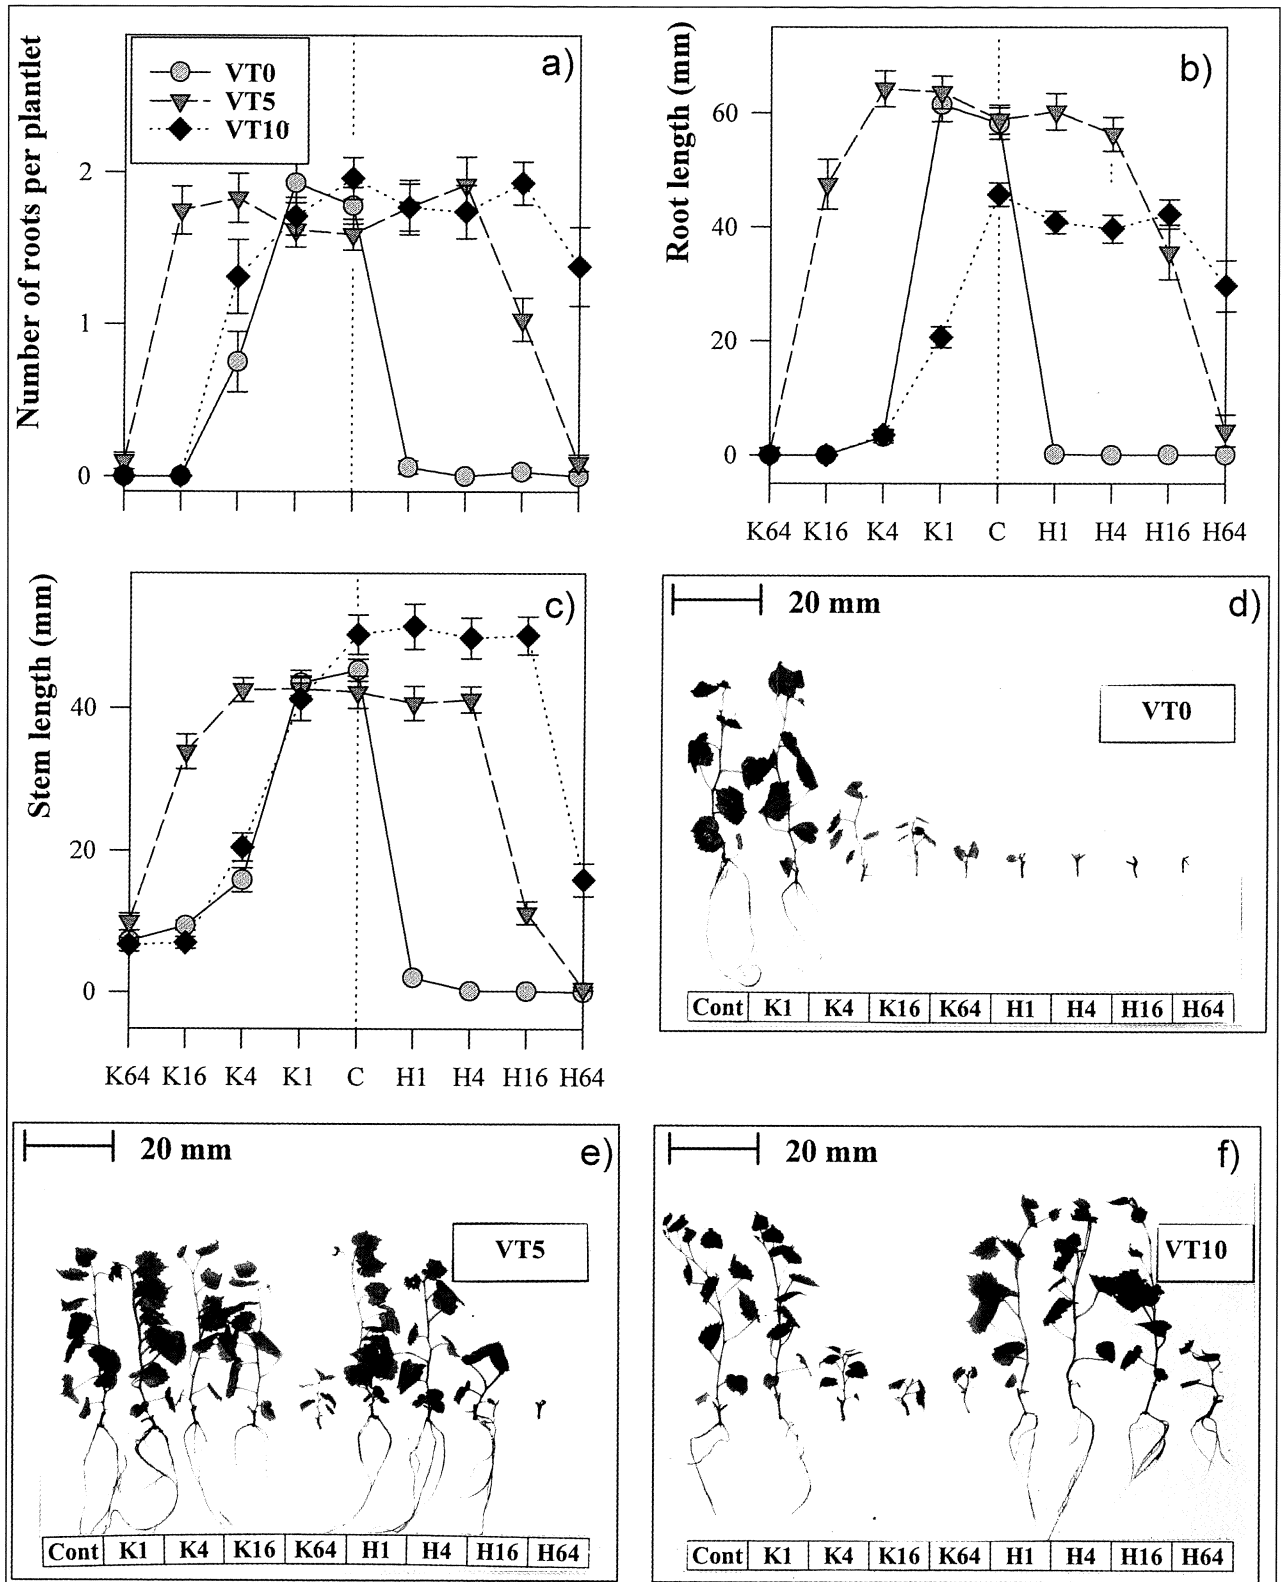 Number of roots per plantlet
a)
VT0
VT5
VT10
2
1
0
Root length (mm)
b)
60
40
20
0
K64 K16 K4 K1 C H1 H4 H16 H64
Stem length (mm)
c)
40
20
0
K64 K16 K4 K1 C H1 H4 H16 H64
20 mm d)
VT0
Cont K1 K4 K16 K64 H1 H4 H16 H64
20 mm e)
VT5
Cont K1 K4 K16 K64 H1 H4 H16 H64
20 mm f)
VT10
Cont K1 K4 K16 K64 H1 H4 H16 H64